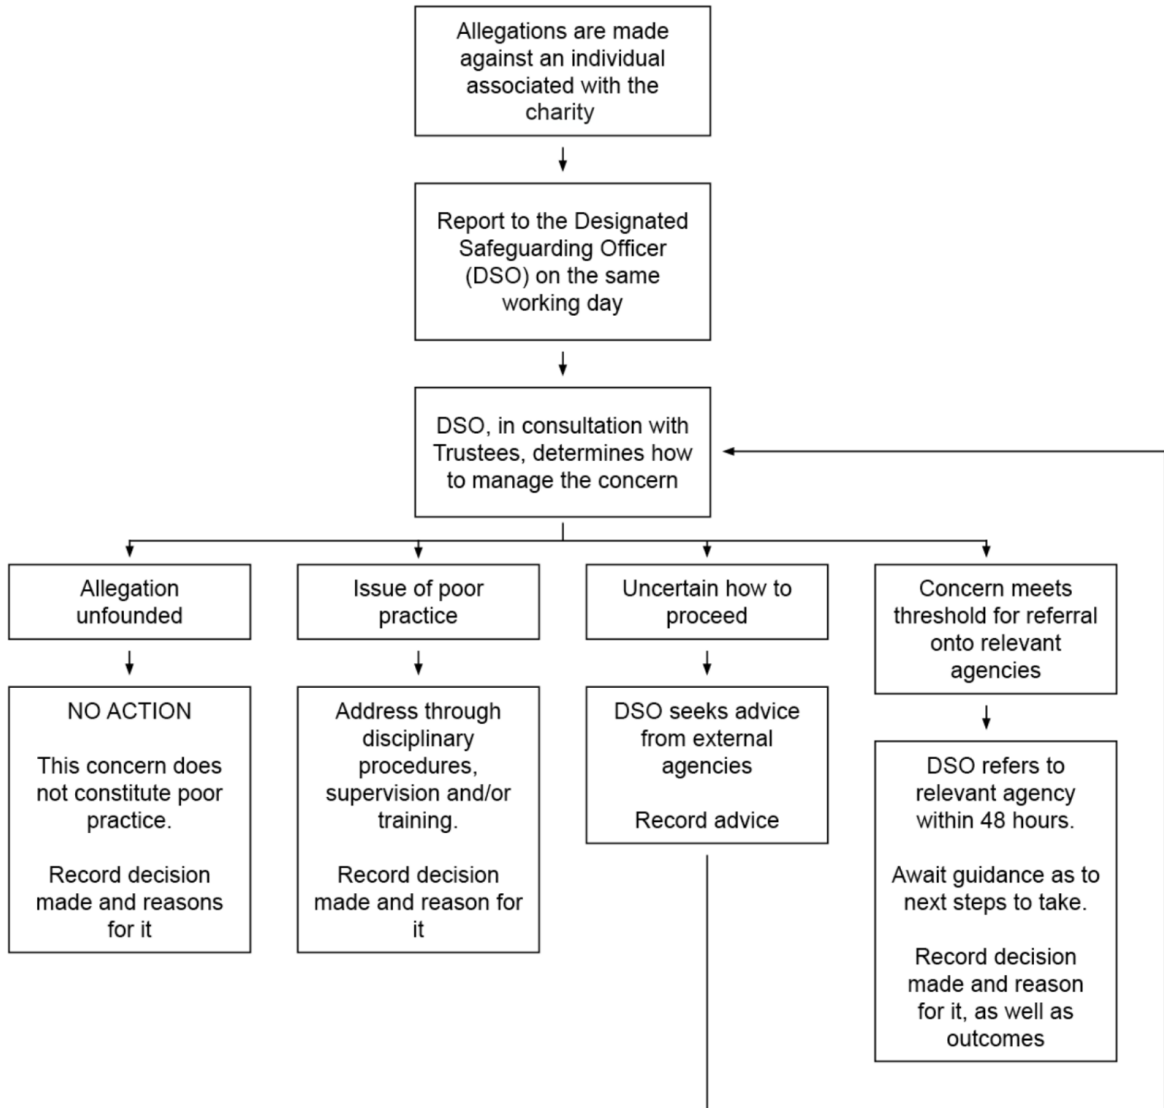 Allegations are made
against an individual
associated with the
charity
Report to the Designated
Safeguarding Officer
(DSO) on the same
working day
DSO, in consultation with
Trustees, determines how
to manage the concern
Allegation
unfounded
NO ACTION
This concern does
not constitute poor
practice.
Record decision
made and reasons
for it
Issue of poor
practice
Address through
disciplinary
procedures,
supervision and/or
training.
Record decision
made and reason for
it
Uncertain how to
proceed
DSO seeks advice
from external
agencies
Record advice
Concern meets
threshold for referral
onto relevant
agencies
DSO refers to
relevant agency
within 48 hours.
Await guidance as to
next steps to take.
Record decision
made and reason
for it, as well as
outcomes